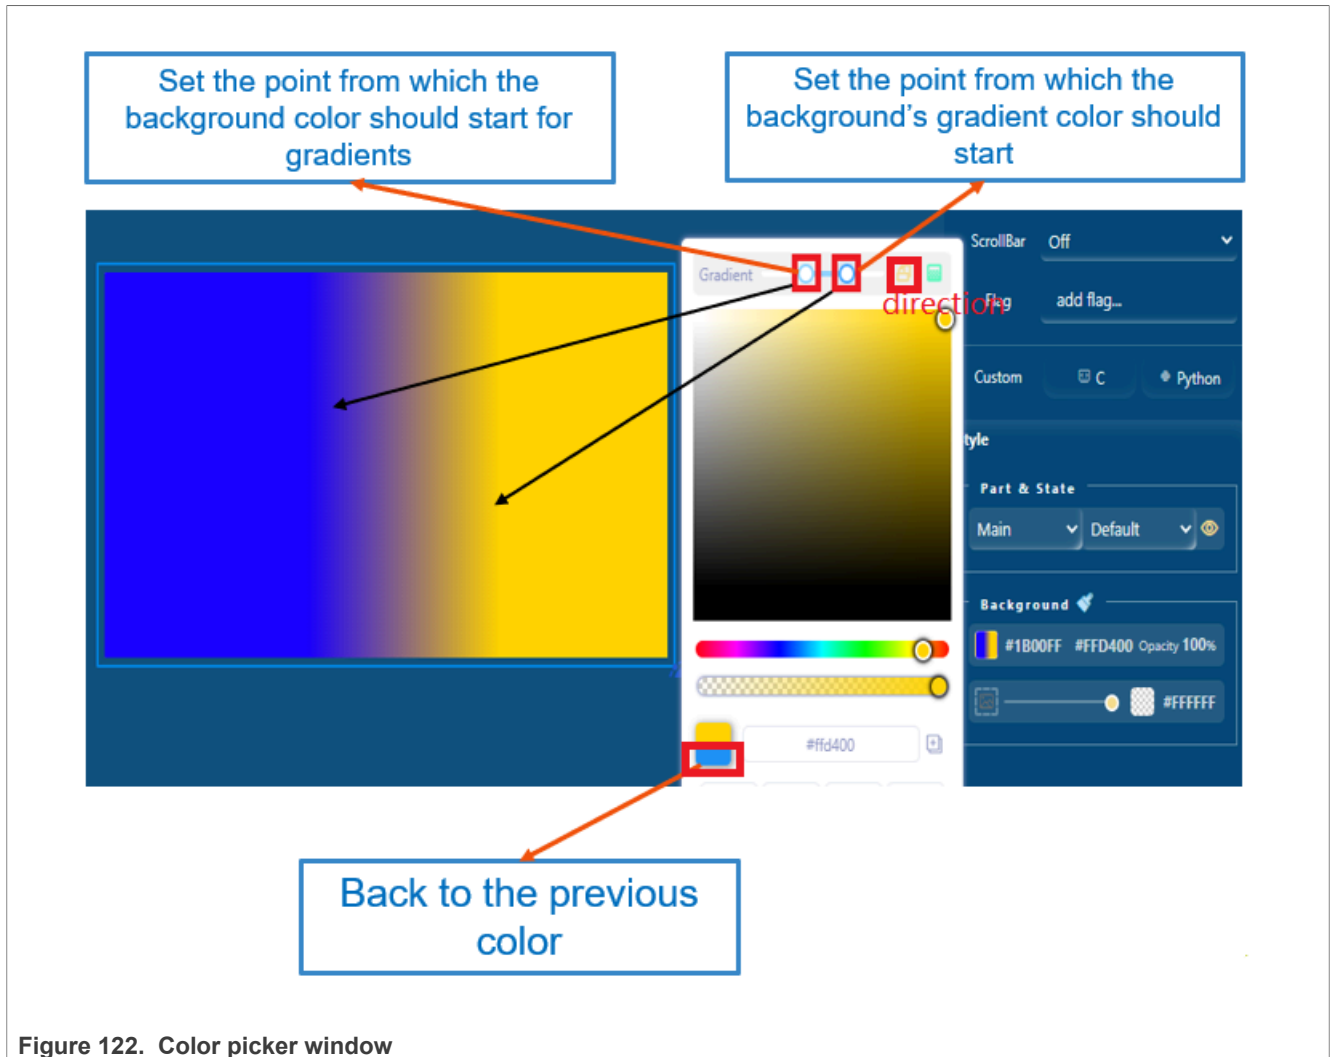 Set the point from which the
background color should start for
gradients
Set the point from which the
background's gradient color should
start
ScrollBar Off
Gradient
direction
Flag add flag...
Custom C Python
tyle
Part & State
Main Default
Background
#1B00FF #FFD400 Opacity 100%
#FFFFFF
#ffd400
Back to the previous
color
Figure 122. Color picker window